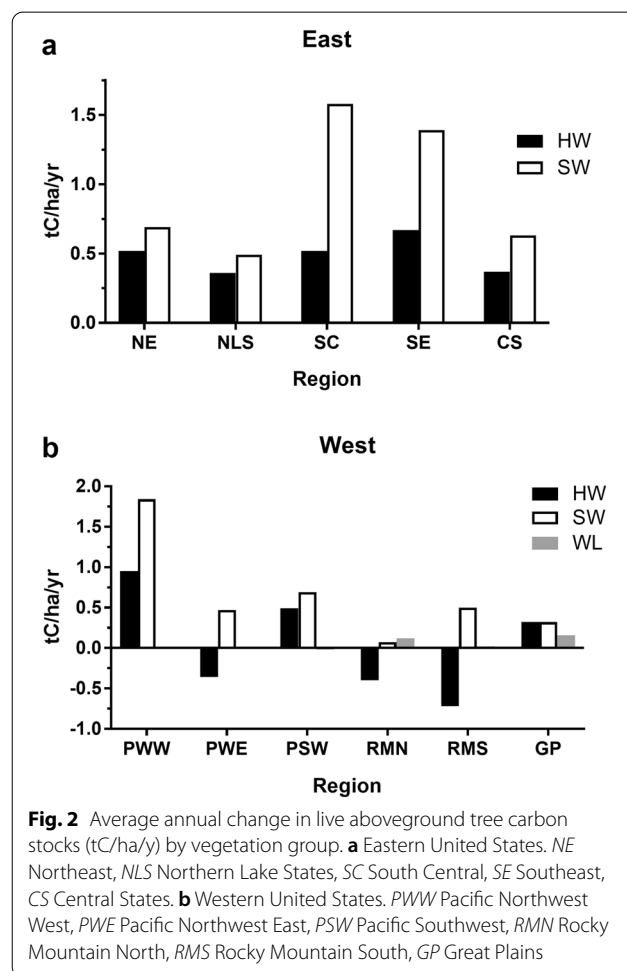 a
East
tC/ha/yr
1.5
1.0
0.5
0.0
HW
SW
NE NLS SC SE CS
Region
b
West
tC/ha/yr
2.0
1.5
1.0
0.5
0.0
-0.5
-1.0
HW
SW
WL
PWW PWE PSW RMN RMS GP
Region
Fig. 2 Average annual change in live aboveground tree carbon
stocks (tC/ha/y) by vegetation group. a Eastern United States. NE
Northeast, NLS Northern Lake States, SC South Central, SE Southeast,
CS Central States. b Western United States. PWW Pacific Northwest
West, PWE Pacific Northwest East, PSW Pacific Southwest, RMN Rocky
Mountain North, RMS Rocky Mountain South, GP Great Plains